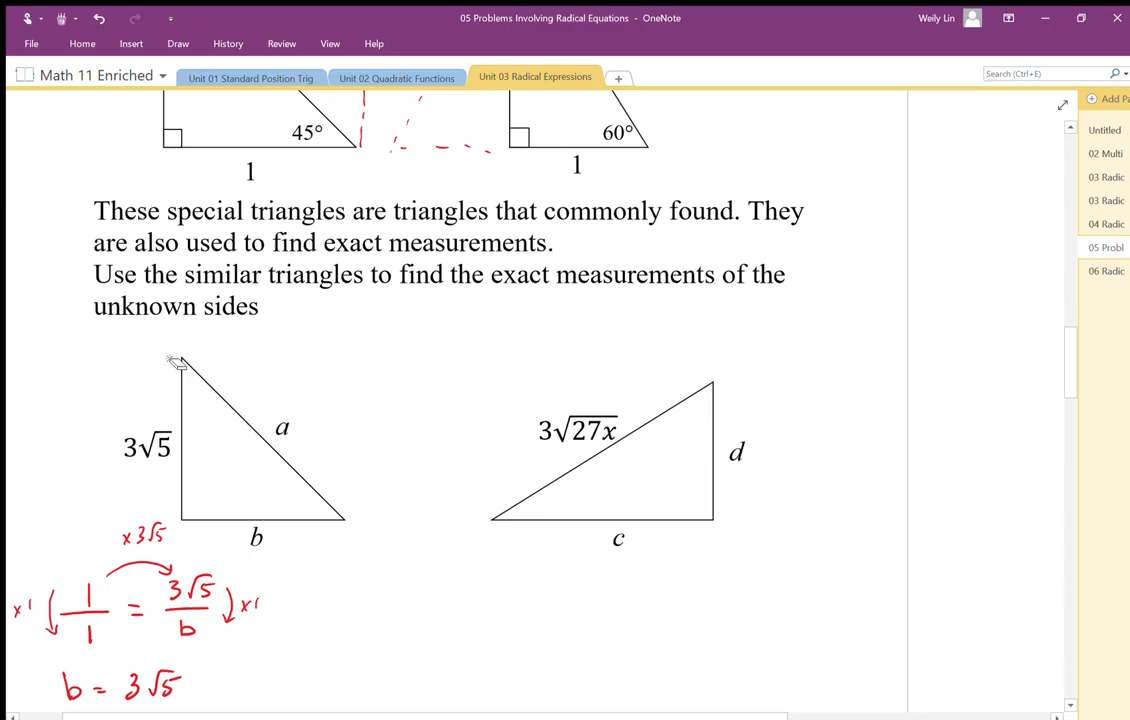 05 Problems Involving Radical Equations - OneNote
Weily Lin
File Home Insert Draw History Review View Help
Math 11 Enriched
Unit 01 Standard Position Trig
Unit 02 Quadratic Functions
Unit 03 Radical Expressions
Search (Ctrl+E)
Add Pa
Untitled
02 Multi
03 Radic
03 Radic
04 Radic
05 Probl
06 Radic
45°
1
60°
1
These special triangles are triangles that commonly found. They
are also used to find exact measurements.
Use the similar triangles to find the exact measurements of the
unknown sides
3√5
a
b
3√27x
d
c
x 3√5
x1 1/1 = 3√5/b x1
b = 3√5